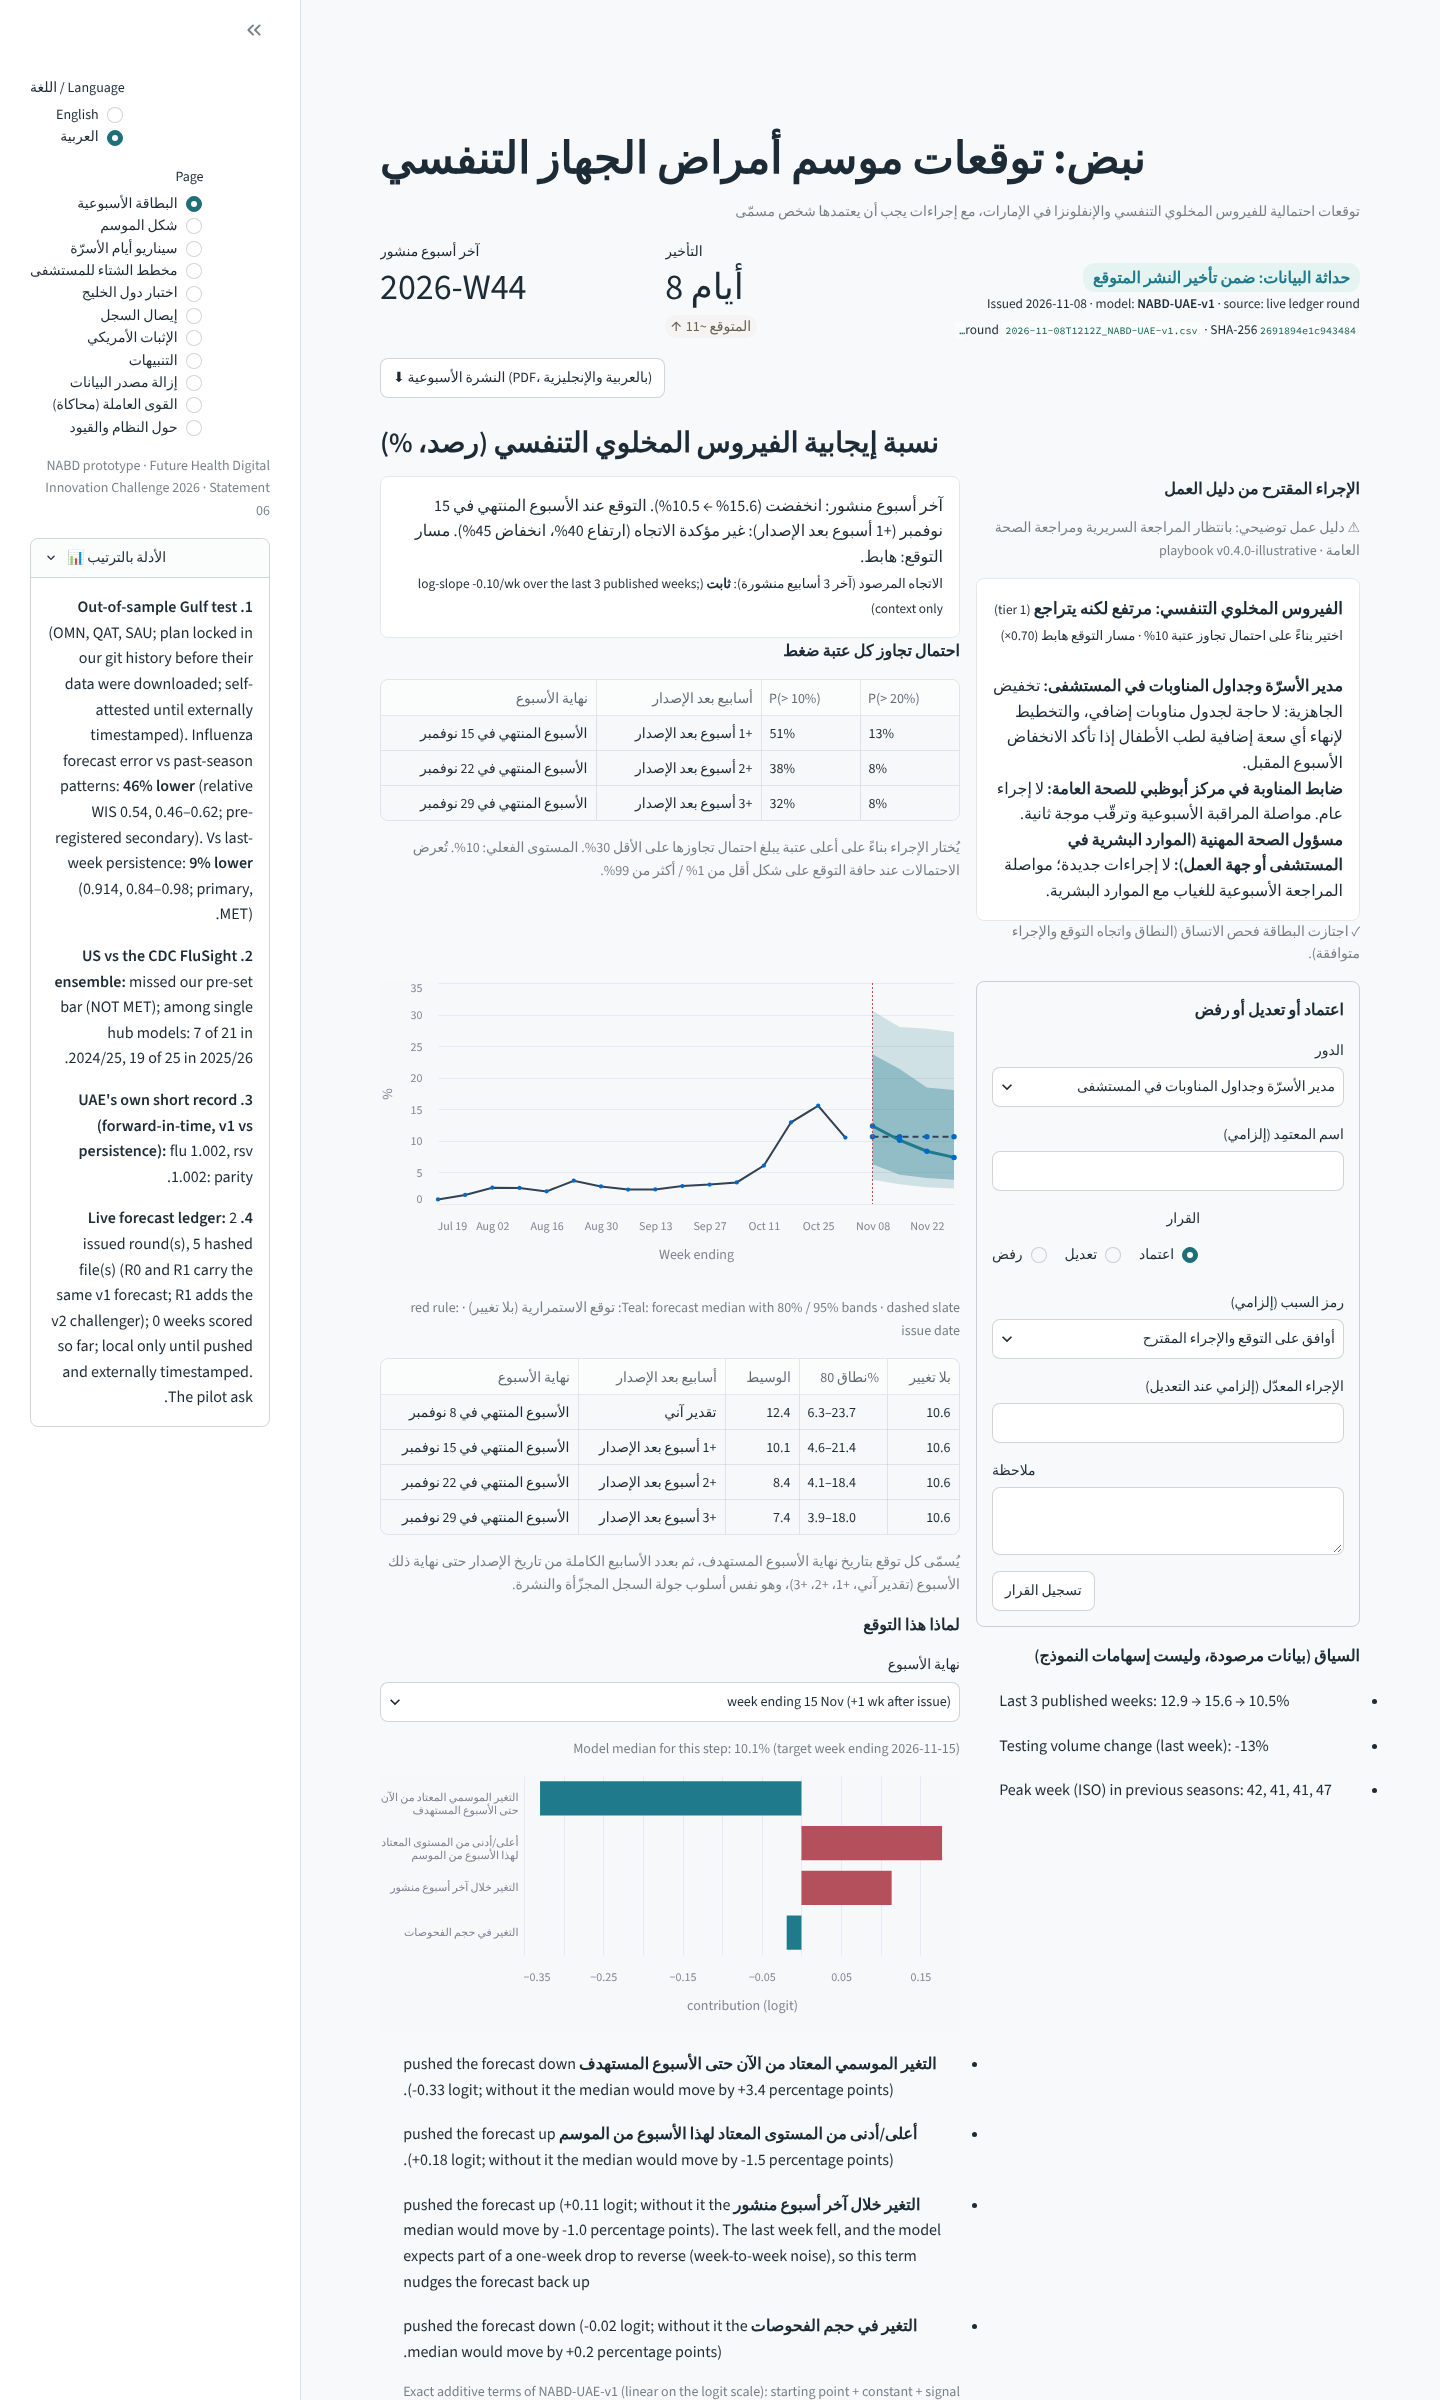 اللغة / Language
English
العربية
Page
البطاقة الأسبوعية
شكل الموسم
سيناريو أيام الأسرّة
مخطط الشتاء للمستشفى
اختبار دول الخليج
إيصال السجل
الإثبات الأمريكي
التنبيهات
إزالة مصدر البيانات
القوى العاملة (محاكاة)
حول النظام والقيود
NABD prototype · Future Health Digital
Innovation Challenge 2026 · Statement
06
📊 الأدلة بالترتيب
1. Out-of-sample Gulf test
(OMN, QAT, SAU; plan locked in
our git history before their
data were downloaded; self-
attested until externally
timestamped). Influenza
forecast error vs past-season
patterns: 46% lower (relative
WIS 0.54, 0.46–0.62; pre-
registered secondary). Vs last-
week persistence: 9% lower
(0.914, 0.84–0.98; primary,
MET).
2. US vs the CDC FluSight
ensemble: missed our pre-set
bar (NOT MET); among single
hub models: 7 of 21 in
2024/25, 19 of 25 in 2025/26.
3. UAE's own short record
(forward-in-time, v1 vs
persistence): flu 1.002, rsv
1.002: parity.
4. Live forecast ledger: 2
issued round(s), 5 hashed
file(s) (R0 and R1 carry the
same v1 forecast; R1 adds the
v2 challenger); 0 weeks scored
so far; local only until pushed
and externally timestamped.
The pilot ask.
نبض: توقعات موسم أمراض الجهاز التنفسي
توقعات احتمالية للفيروس المخلوي التنفسي والإنفلونزا في الإمارات، مع إجراءات يجب أن يعتمدها شخص مسمّى
حداثة البيانات: ضمن تأخير النشر المتوقع
Issued 2026-11-08 · model: NABD-UAE-v1 · source: live ledger round
round 2026-11-08T1212Z_NABD-UAE-v1.csv · SHA-256 2691894e1c943484…
التأخير
8 أيام
↑ المتوقع ~11
آخر أسبوع منشور
2026-W44
⬇ النشرة الأسبوعية (PDF، بالعربية والإنجليزية)
نسبة إيجابية الفيروس المخلوي التنفسي (رصد، %)
الإجراء المقترح من دليل العمل
⚠ دليل عمل توضيحي: بانتظار المراجعة السريرية ومراجعة الصحة
العامة · playbook v0.4.0-illustrative
الفيروس المخلوي التنفسي: مرتفع لكنه يتراجع (tier 1)
اختير بناءً على احتمال تجاوز عتبة 10% · مسار التوقع هابط (0.70×)
مدير الأسرّة وجداول المناوبات في المستشفى: تخفيض
الجاهزية: لا حاجة لجدول مناوبات إضافي، والتخطيط
لإنهاء أي سعة إضافية لطب الأطفال إذا تأكد الانخفاض
الأسبوع المقبل.
ضابط المناوبة في مركز أبوظبي للصحة العامة: لا إجراء
عام. مواصلة المراقبة الأسبوعية وترقّب موجة ثانية.
مسؤول الصحة المهنية (الموارد البشرية في
المستشفى أو جهة العمل): لا إجراءات جديدة؛ مواصلة
المراجعة الأسبوعية للغياب مع الموارد البشرية.
✓ اجتازت البطاقة فحص الاتساق (النطاق واتجاه التوقع والإجراء
متوافقة).
اعتماد أو تعديل أو رفض
الدور
مدير الأسرّة وجداول المناوبات في المستشفى
اسم المعتمِد (إلزامي)
القرار
اعتماد تعديل رفض
رمز السبب (إلزامي)
أوافق على التوقع والإجراء المقترح
الإجراء المعدّل (إلزامي عند التعديل)
ملاحظة
تسجيل القرار
السياق (بيانات مرصودة، وليست إسهامات النموذج)
• Last 3 published weeks: 12.9 → 15.6 → 10.5%
• Testing volume change (last week): -13%
• Peak week (ISO) in previous seasons: 42, 41, 41, 47
آخر أسبوع منشور: انخفضت (15.6% ← 10.5%). التوقع عند الأسبوع المنتهي في 15
نوفمبر (+1 أسبوع بعد الإصدار): غير مؤكدة الاتجاه (ارتفاع 40%، انخفاض 45%). مسار
التوقع: هابط.
الاتجاه المرصود (آخر 3 أسابيع منشورة): ثابت (log-slope -0.10/wk over the last 3 published weeks;
context only)
احتمال تجاوز كل عتبة ضغط
نهاية الأسبوع أسابيع بعد الإصدار P(> 10%) P(> 20%)
الأسبوع المنتهي في 15 نوفمبر +1 أسبوع بعد الإصدار 51% 13%
الأسبوع المنتهي في 22 نوفمبر +2 أسبوع بعد الإصدار 38% 8%
الأسبوع المنتهي في 29 نوفمبر +3 أسبوع بعد الإصدار 32% 8%
يُختار الإجراء بناءً على أعلى عتبة يبلغ احتمال تجاوزها على الأقل 30%. المستوى الفعلي: 10%. تُعرض
الاحتمالات عند حافة التوقع على شكل أقل من 1% / أكثر من 99%.
35
30
25
20
15
10
5
0
%
Jul 19 Aug 02 Aug 16 Aug 30 Sep 13 Sep 27 Oct 11 Oct 25 Nov 08 Nov 22
Week ending
Teal: forecast median with 80% / 95% bands · dashed slate: توقع الاستمرارية (بلا تغيير) · red rule:
issue date
نهاية الأسبوع أسابيع بعد الإصدار الوسيط نطاق 80% بلا تغيير
الأسبوع المنتهي في 8 نوفمبر تقدير آني 12.4 6.3–23.7 10.6
الأسبوع المنتهي في 15 نوفمبر +1 أسبوع بعد الإصدار 10.1 4.6–21.4 10.6
الأسبوع المنتهي في 22 نوفمبر +2 أسبوع بعد الإصدار 8.4 4.1–18.4 10.6
الأسبوع المنتهي في 29 نوفمبر +3 أسبوع بعد الإصدار 7.4 3.9–18.0 10.6
يُسمّى كل توقع بتاريخ نهاية الأسبوع المستهدف، ثم بعدد الأسابيع الكاملة من تاريخ الإصدار حتى نهاية ذلك
الأسبوع (تقدير آني، +1، +2، +3)، وهو نفس أسلوب جولة السجل المجزّأة والنشرة.
لماذا هذا التوقع
نهاية الأسبوع
week ending 15 Nov (+1 wk after issue)
Model median for this step: 10.1% (target week ending 2026-11-15)
التغير الموسمي المعتاد من الآن
حتى الأسبوع المستهدف
أعلى/أدنى من المستوى المعتاد
لهذا الأسبوع من الموسم
التغير خلال آخر أسبوع منشور
التغير في حجم الفحوصات
−0.35 −0.25 −0.15 −0.05 0.05 0.15
contribution (logit)
• التغير الموسمي المعتاد من الآن حتى الأسبوع المستهدف pushed the forecast down
(-0.33 logit; without it the median would move by +3.4 percentage points).
• أعلى/أدنى من المستوى المعتاد لهذا الأسبوع من الموسم pushed the forecast up
(+0.18 logit; without it the median would move by -1.5 percentage points).
• التغير خلال آخر أسبوع منشور pushed the forecast up (+0.11 logit; without it the
median would move by -1.0 percentage points). The last week fell, and the model
expects part of a one-week drop to reverse (week-to-week noise), so this term
nudges the forecast back up
• التغير في حجم الفحوصات pushed the forecast down (-0.02 logit; without it the
median would move by +0.2 percentage points).
Exact additive terms of NABD-UAE-v1 (linear on the logit scale): starting point + constant + signal